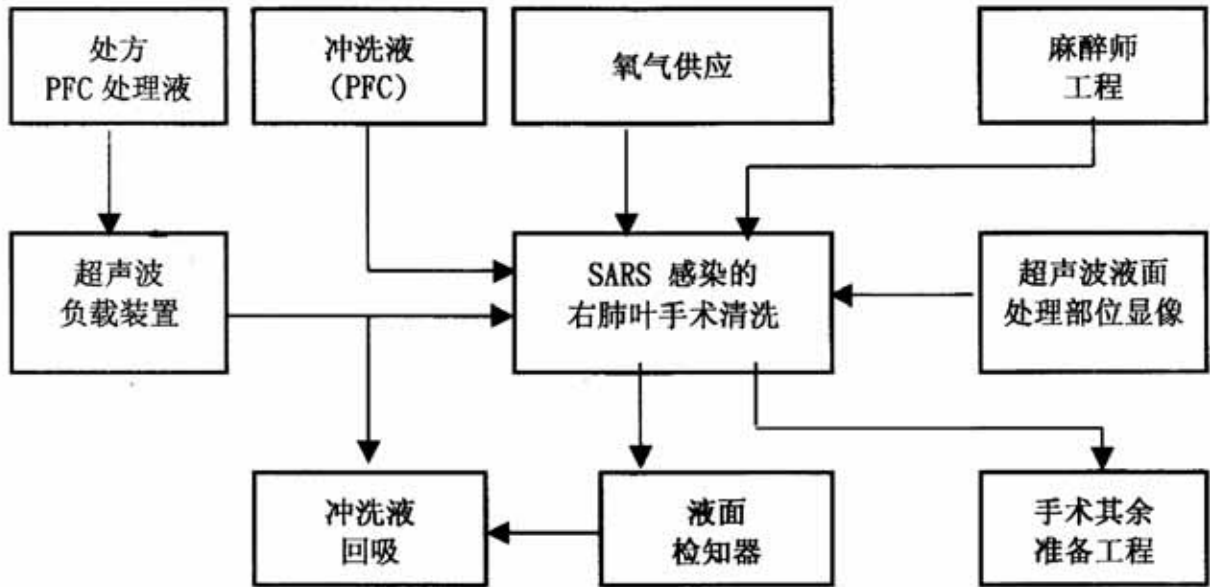 处方
PFC 处理液
冲洗液
(PFC)
氧气供应
麻醉师
工程
超声波
负载装置
SARS 感染的
右肺叶手术清洗
超声波液面
处理部位显像
冲洗液
回吸
液面
检知器
手术其余
准备工程